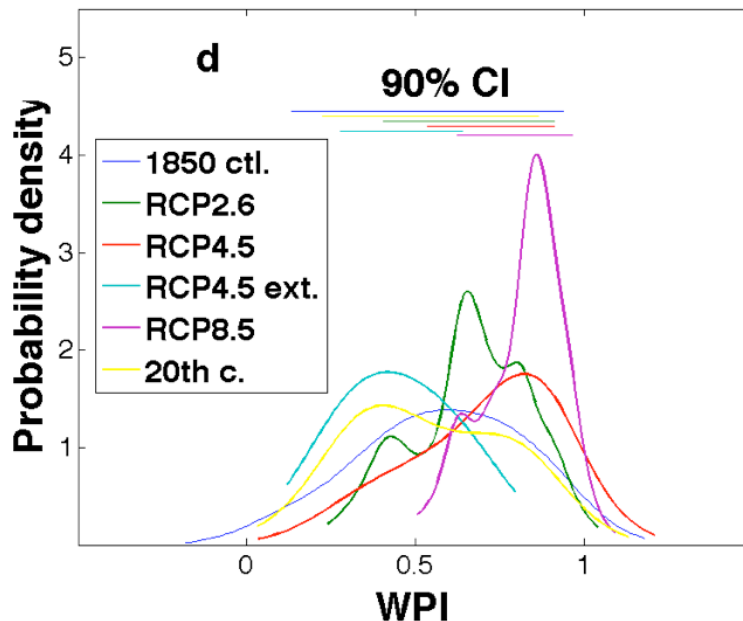 5
d
90% CI
4
1850 ctl.
RCP2.6
3
RCP4.5
RCP4.5 ext.
RCP8.5
2
20th c.
1
Probability density
0
0.5
1
WPI